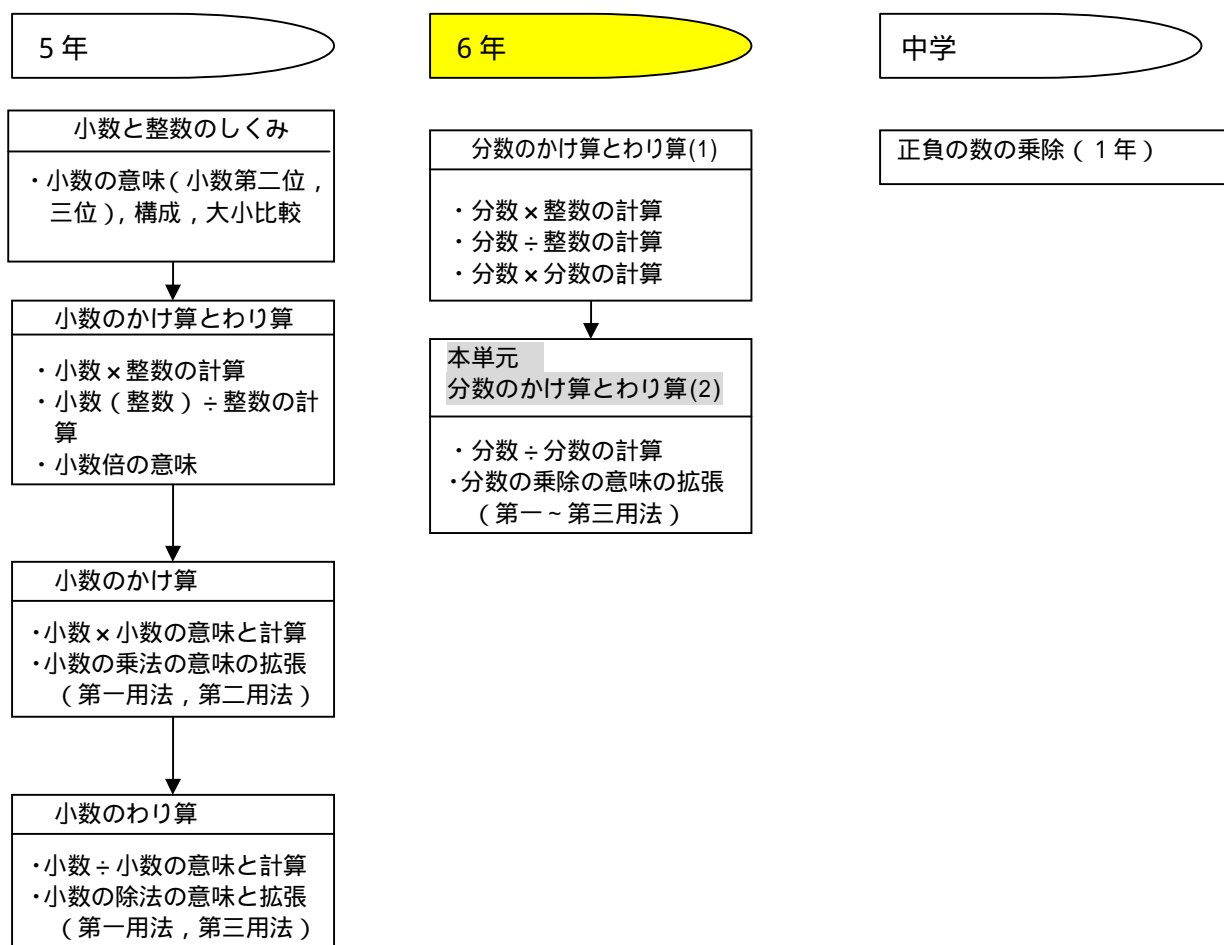 5年
小数と整数のしくみ
・小数の意味(小数第二位,
三位),構成,大小比較
小数のかけ算とわり算
・小数×整数の計算
・小数(整数)÷整数の計
算
・小数倍の意味
小数のかけ算
・小数×小数の意味と計算
・小数の乗法の意味の拡張
(第一用法,第二用法)
小数のわり算
・小数÷小数の意味と計算
・小数の除法の意味と拡張
(第一用法,第三用法)
6年
分数のかけ算とわり算(1)
・分数×整数の計算
・分数÷整数の計算
・分数×分数の計算
本単元
分数のかけ算とわり算(2)
・分数÷分数の計算
・分数の乗除の意味の拡張
(第一~第三用法)
中学
正負の数の乗除(1年)